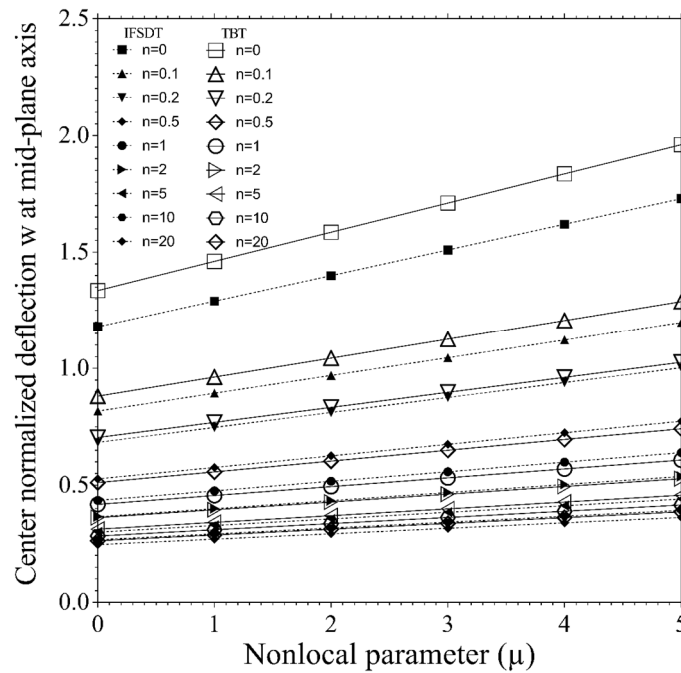 2.5
2.0
1.5
1.0
0.5
0.0
Center normalized deflection w at mid-plane axis
IFSDT TBT
n=0 n=0
n=0.1 n=0.1
n=0.2 n=0.2
n=0.5 n=0.5
n=1 n=1
n=2 n=2
n=5 n=5
n=10 n=10
n=20 n=20
0 1 2 3 4 5
Nonlocal parameter (μ)